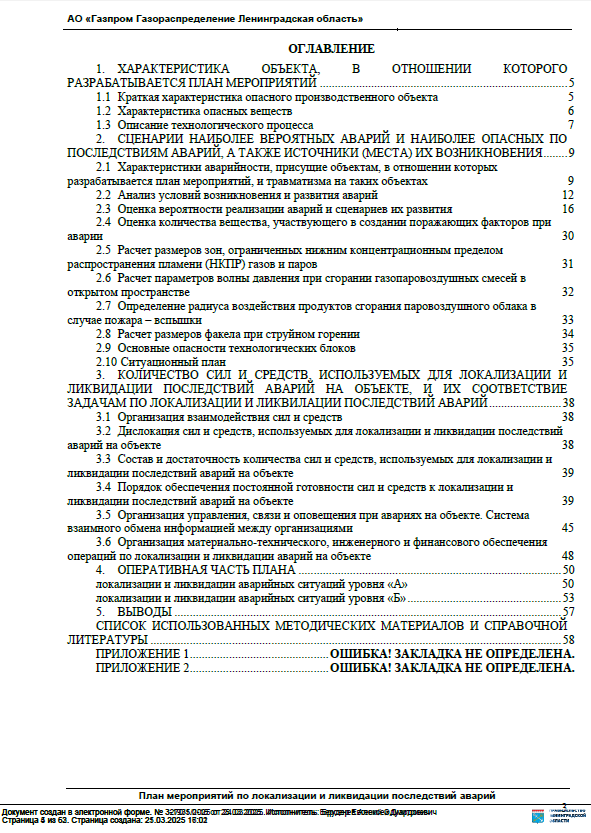 АО «Газпром Газораспределение Ленинградская область»
ОГЛАВЛЕНИЕ
1. ХАРАКТЕРИСТИКА ОБЪЕКТА, В ОТНОШЕНИИ КОТОРОГО
РАЗРАБАТЫВАЕТСЯ ПЛАН МЕРОПРИЯТИЙ 5
1.1 Краткая характеристика опасного производственного объекта 5
1.2 Характеристика опасных веществ 6
1.3 Описание технологического процесса 7
2. СЦЕНАРИИ НАИБОЛЕЕ ВЕРОЯТНЫХ АВАРИЙ И НАИБОЛЕЕ ОПАСНЫХ ПО
ПОСЛЕДСТВИЯМ АВАРИЙ, А ТАКЖЕ ИСТОЧНИКИ (МЕСТА) ИХ ВОЗНИКНОВЕНИЯ 9
2.1 Характеристики аварийности, присущие объектам, в отношении которых
разрабатывается план мероприятий, и травматизма на таких объектах 9
2.2 Анализ условий возникновения и развития аварий 12
2.3 Оценка вероятности реализации аварий и сценариев их развития 16
2.4 Оценка количества вещества, участвующего в создании поражающих факторов при
аварии 30
2.5 Расчет размеров зон, ограниченных нижним концентрационным пределом
распространения пламени (НКПР) газов и паров 31
2.6 Расчет параметров волны давления при сгорании газопаровоздушных смесей в
открытом пространстве 32
2.7 Определение радиуса воздействия продуктов сгорания паровоздушного облака в
случае пожара – вспышки 33
2.8 Расчет размеров факела при струйном горении 34
2.9 Основные опасности технологических блоков 35
2.10 Ситуационный план 35
3. КОЛИЧЕСТВО СИЛ И СРЕДСТВ, ИСПОЛЬЗУЕМЫХ ДЛЯ ЛОКАЛИЗАЦИИ И
ЛИКВИДАЦИИ ПОСЛЕДСТВИЙ АВАРИЙ НА ОБЪЕКТЕ, И ИХ СООТВЕТСТВИЕ
ЗАДАЧАМ ПО ЛОКАЛИЗАЦИИ И ЛИКВИЛАЦИИ ПОСЛЕДСТВИЙ АВАРИЙ 38
3.1 Организация взаимодействия сил и средств 38
3.2 Дислокация сил и средств, используемых для локализации и ликвидации последствий
аварий на объекте 38
3.3 Состав и достаточность количества сил и средств, используемых для локализации и
ликвидации последствий аварий на объекте 39
3.4 Порядок обеспечения постоянной готовности сил и средств к локализации и
ликвидации последствий аварий на объекте 39
3.5 Организация управления, связи и оповещения при авариях на объекте. Система
взаимного обмена информацией между организациями 45
3.6 Организация материально-технического, инженерного и финансового обеспечения
операций по локализации и ликвидации аварий на объекте 48
4. ОПЕРАТИВНАЯ ЧАСТЬ ПЛАНА 50
локализации и ликвидации аварийных ситуаций уровня «А» 50
локализации и ликвидации аварийных ситуаций уровня «Б» 53
5. ВЫВОДЫ 57
СПИСОК ИСПОЛЬЗОВАННЫХ МЕТОДИЧЕСКИХ МАТЕРИАЛОВ И СПРАВОЧНОЙ
ЛИТЕРАТУРЫ 58
ПРИЛОЖЕНИЕ 1 ОШИБКА! ЗАКЛАДКА НЕ ОПРЕДЕЛЕНА.
ПРИЛОЖЕНИЕ 2 ОШИБКА! ЗАКЛАДКА НЕ ОПРЕДЕЛЕНА.
План мероприятий по локализации и ликвидации последствий аварий
2
Документ создан в электронной форме. № от Исполнитель:
Страница из Страница создана: 25.03.2025
ЛЕНИНГРАДСКОЙ
ОБЛАСТИ